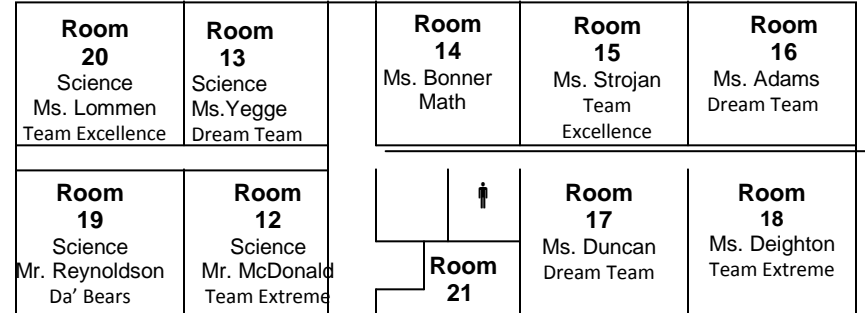 Room
20
Science
Ms. Lommen
Team Excellence
Room
13
Science
Ms.Yegge
Dream Team
Room
14
Ms. Bonner
Math
Room
15
Ms. Strojan
Team
Excellence
Room
16
Ms. Adams
Dream Team
Room
19
Science
Mr. Reynoldson
Da’ Bears
Room
12
Science
Mr. McDonald
Team Extreme
Room
21
Room
17
Ms. Duncan
Dream Team
Room
18
Ms. Deighton
Team Extreme